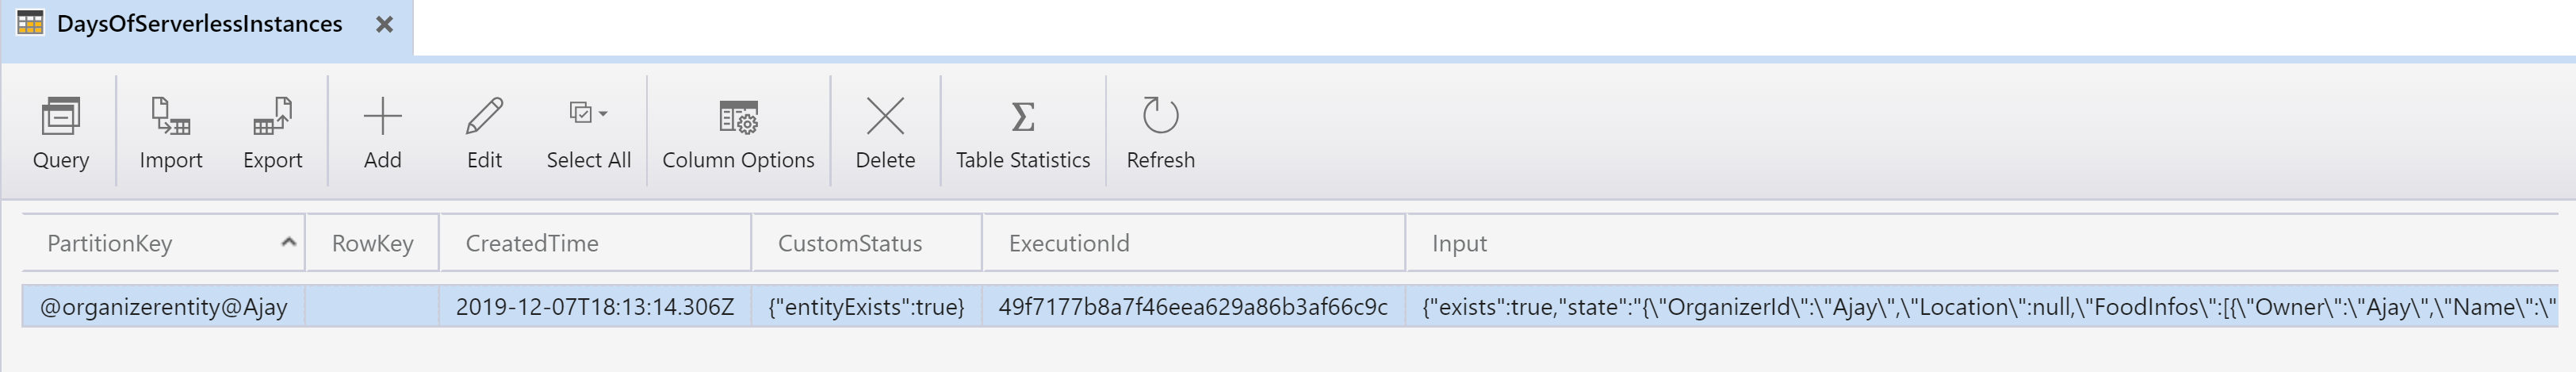 DaysOfServerlessInstances
Query Import Export Add Edit Select All Column Options Delete Table Statistics Refresh
PartitionKey RowKey CreatedTime CustomStatus ExecutionId Input
@organizerentity@Ajay 2019-12-07T18:13:14.306Z {"entityExists":true} 49f7177b8a7f46eea629a86b3af66c9c {"exists":true,"state":"{\"OrganizerId\":\"Ajay\",\"Location\":null,\"FoodInfos\":[{\"Owner\":\"Ajay\",\"Name\":\"